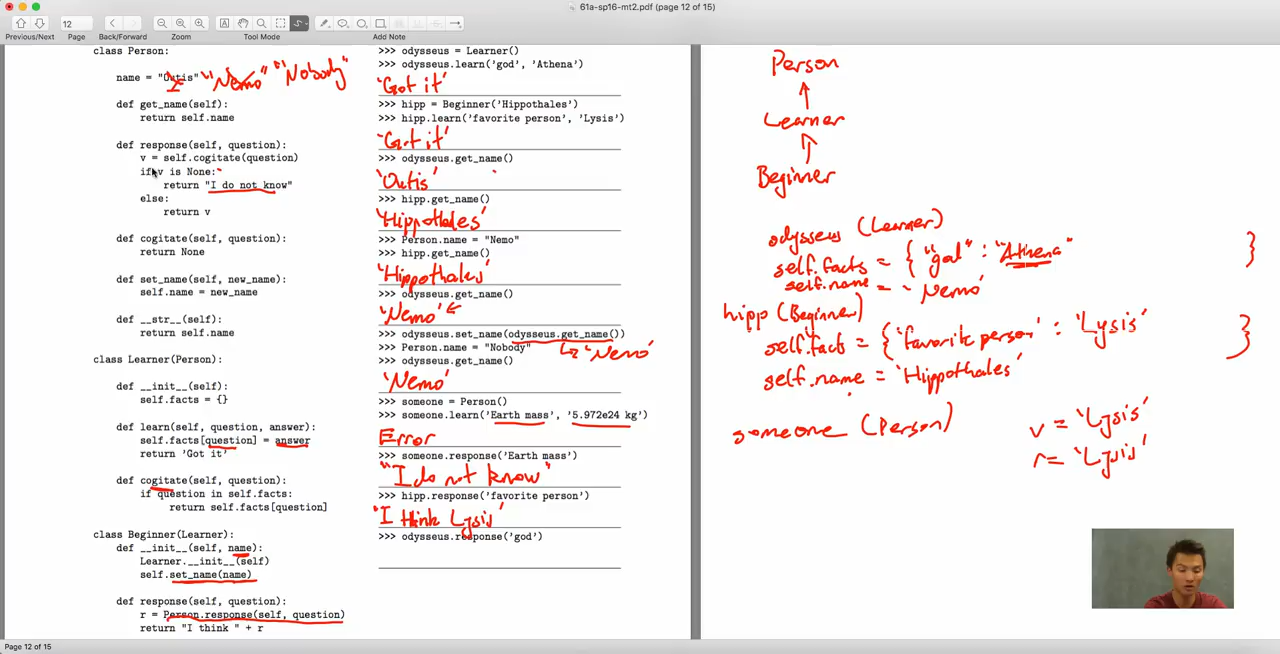 61a-sp16-mt2.pdf (page 12 of 15)
12
Previous/Next Page Back/Forward Zoom Tool Mode Add Note
class Person:
name = "Outis" "Nemo" "Nobody"
def get_name(self):
return self.name
def response(self, question):
v = self.cogitate(question)
if v is None:
return "I do not know"
else:
return v
def cogitate(self, question):
return None
def set_name(self, new_name):
self.name = new_name
def __str__(self):
return self.name
class Learner(Person):
def __init__(self):
self.facts = {}
def learn(self, question, answer):
self.facts[question] = answer
return 'Got it'
def cogitate(self, question):
if question in self.facts:
return self.facts[question]
class Beginner(Learner):
def __init__(self, name):
Learner.__init__(self)
self.set_name(name)
def response(self, question):
r = Person.response(self, question)
return "I think " + r
>>> odysseus = Learner()
>>> odysseus.learn('god', 'Athena')
'Got it'
>>> hipp = Beginner('Hippothales')
>>> hipp.learn('favorite person', 'Lysis')
'Got it'
>>> odysseus.get_name()
'Outis'
>>> hipp.get_name()
'Hippothales'
>>> Person.name = "Nemo"
>>> hipp.get_name()
'Hippothales'
>>> odysseus.get_name()
'Nemo'
>>> odysseus.set_name(odysseus.get_name())
>>> Person.name = "Nobody"
'Nemo'
>>> odysseus.get_name()
'Nemo'
>>> someone = Person()
>>> someone.learn('Earth mass', '5.972e24 kg')
Error
>>> someone.response('Earth mass')
"I do not know"
>>> hipp.response('favorite person')
'I think Lysis'
>>> odysseus.response('god')
Person
Learner
Beginner
odysseus (Learner)
self.facts = { "god" : "Athena" }
self.name = 'Nemo'
hipp (Beginner)
self.facts = { 'favorite person' : 'Lysis' }
self.name = 'Hippothales'
someone (Person)
v = 'Lysis'
r = 'Lysis'
Page 12 of 15